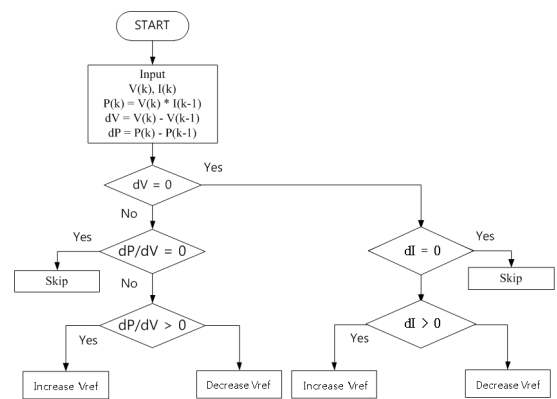 START
Input
V(k), I(k)
P(k) = V(k) * I(k-1)
dV = V(k) - V(k-1)
dP = P(k) - P(k-1)
dV = 0
Yes
No
dP/dV = 0
Yes
Skip
No
dI = 0
Yes
Skip
dP/dV > 0
Yes
dI > 0
Yes
Increase Vref
Decrease Vref
Increase Vref
Decrease Vref